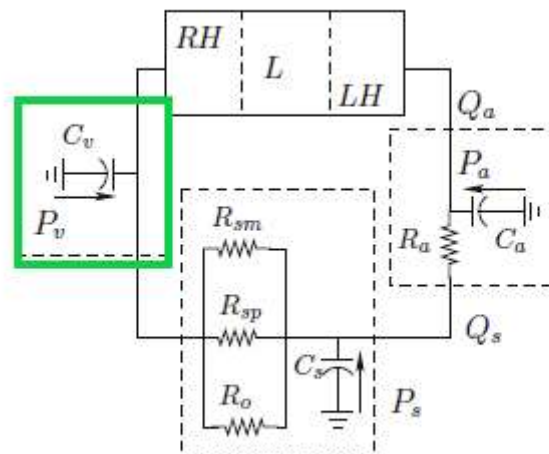 RH
L
LH
C_v
P_v
Q_a
P_a
R_a
C_a
R_sm
R_sp
R_o
C_s
P_s
Q_s